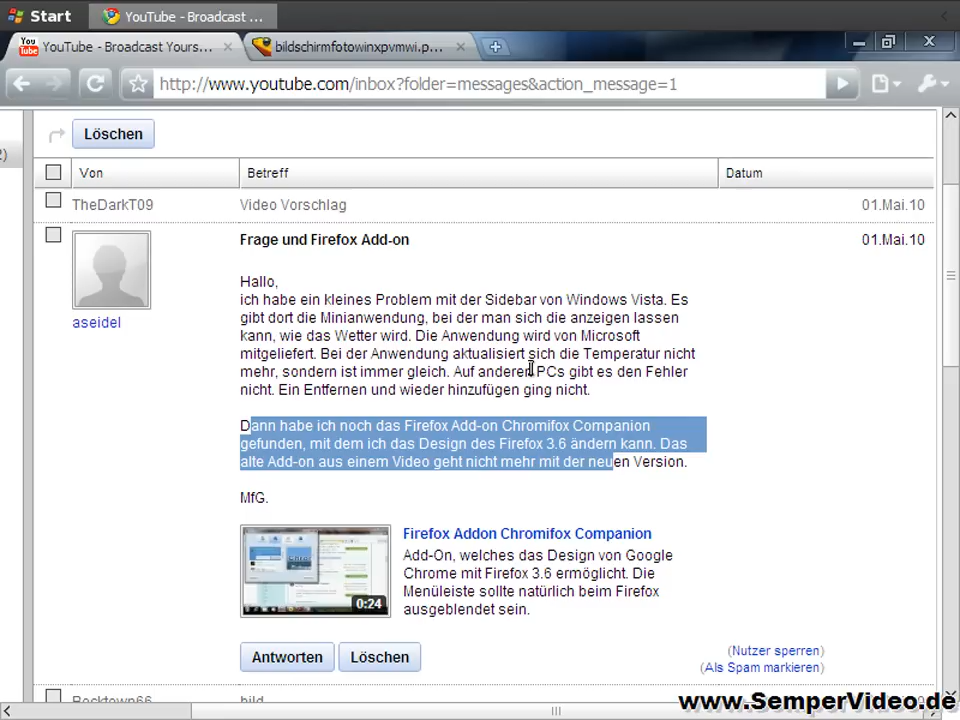 Start
YouTube - Broadcast ...
YouTube - Broadcast Yours...
bildschirmfotowinxpvmwi.p...
http://www.youtube.com/inbox?folder=messages&action_message=1
Löschen
Von
Betreff
Datum
TheDarkT09
Video Vorschlag
01.Mai.10
aseidel
Frage und Firefox Add-on
01.Mai.10
Hallo,
ich habe ein kleines Problem mit der Sidebar von Windows Vista. Es
gibt dort die Minianwendung, bei der man sich die anzeigen lassen
kann, wie das Wetter wird. Die Anwendung wird von Microsoft
mitgeliefert. Bei der Anwendung aktualisiert sich die Temperatur nicht
mehr, sondern ist immer gleich. Auf anderen PCs gibt es den Fehler
nicht. Ein Entfernen und wieder hinzufügen ging nicht.
Dann habe ich noch das Firefox Add-on Chromifox Companion
gefunden, mit dem ich das Design des Firefox 3.6 ändern kann. Das
alte Add-on aus einem Video geht nicht mehr mit der neuen Version.
MfG.
0:24
Firefox Addon Chromifox Companion
Add-On, welches das Design von Google
Chrome mit Firefox 3.6 ermöglicht. Die
Menüleiste sollte natürlich beim Firefox
ausgeblendet sein.
Antworten
Löschen
(Nutzer sperren)
(Als Spam markieren)
Rocktown66
bild
www.SemperVideo.de